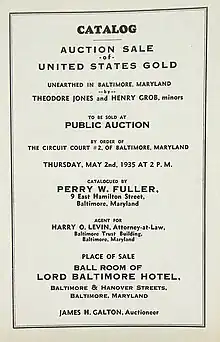 CATALOG
AUCTION SALE
-of-
UNITED STATES GOLD
UNEARTHED IN BALTIMORE, MARYLAND
--by--
THEODORE JONES and HENRY GROB, minors
TO BE SOLD AT
PUBLIC AUCTION
BY ORDER OF
THE CIRCUIT COURT #2, OF BALTIMORE, MARYLAND
THURSDAY, MAY 2nd, 1935 AT 2 P. M.
CATALOGUED BY
PERRY W. FULLER,
9 East Hamilton Street,
Baltimore, Maryland
AGENT FOR
HARRY O. LEVIN, Attorney-at-Law,
Baltimore Trust Building,
Baltimore, Maryland
PLACE OF SALE
BALL ROOM OF
LORD BALTIMORE HOTEL,
BALTIMORE & HANOVER STREETS,
BALTIMORE, MARYLAND
JAMES H. GALTON, Auctioneer